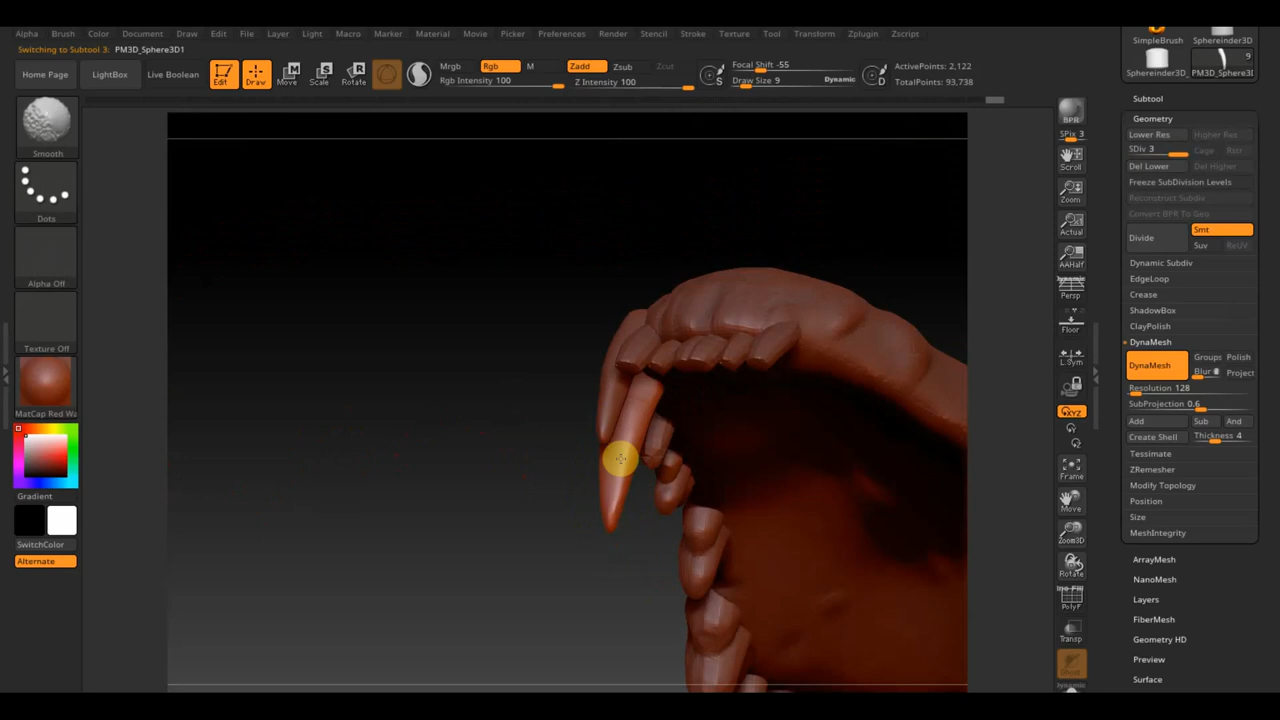 Alpha Brush Color Document Draw Edit File Layer Light Macro Marker Material Movie Picker Preferences Render Stencil Stroke Texture Tool Transform Zplugin Zscript
Switching to Subtool 3: PM3D_Sphere3D1
Home Page
LightBox
Live Boolean
Edit
Draw
Move
Scale
Rotate
Mrgb
Rgb
M
Rgb Intensity 100
Zadd
Zsub
Zcut
Z Intensity 100
S
Focal Shift -55
Draw Size 9
Dynamic
D
ActivePoints: 2,122
TotalPoints: 93,738
Smooth
Dots
Alpha Off
Texture Off
MatCap Red Wa
Gradient
SwitchColor
Alternate
BPR
SPix 3
Scroll
Zoom
Actual
AAHalf
Dynamic
Persp
Floor
L.Sym
XYZ
Frame
Move
Zoom3D
Rotate
PolyF
Transp
Dynamic
SimpleBrush
Sphereinder3D
Sphereinder3D_
9
PM3D_Sphere3D
Subtool
Geometry
Lower Res
Higher Res
SDiv 3
Cage
Rstr
Del Lower
Del Higher
Freeze SubDivision Levels
Reconstruct Subdiv
Convert BPR To Geo
Divide
Smt
Suv
ReUV
Dynamic Subdiv
EdgeLoop
Crease
ShadowBox
ClayPolish
DynaMesh
DynaMesh
Groups
Polish
Blur
Project
Resolution 128
SubProjection 0.6
Add
Sub
And
Create Shell
Thickness 4
Tessimate
ZRemesher
Modify Topology
Position
Size
MeshIntegrity
ArrayMesh
NanoMesh
Layers
FiberMesh
Geometry HD
Preview
Surface